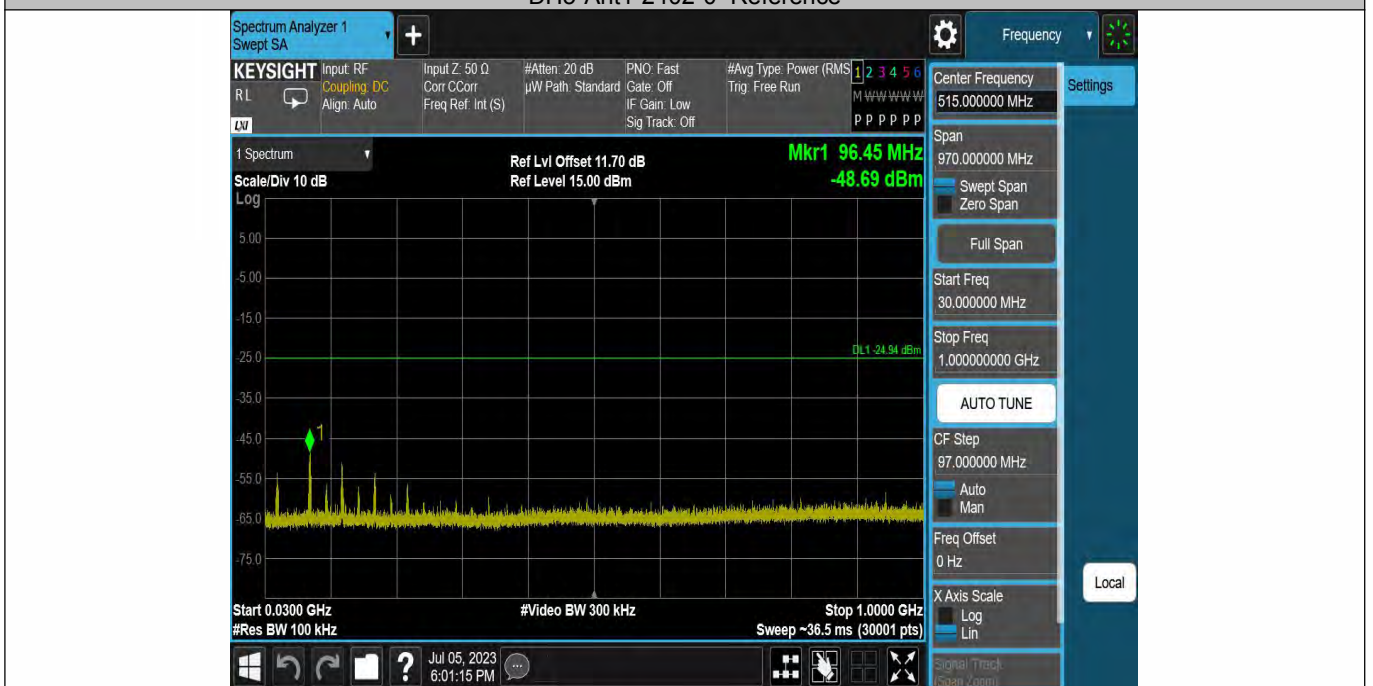 Spectrum Analyzer 1
Swept SA
Frequency
KEYSIGHT
R L
LXI
Input: RF
Coupling: DC
Align: Auto
Input Z: 50 Ω
Corr CCorr
Freq Ref: Int (S)
#Atten: 20 dB
µW Path: Standard
PNO: Fast
Gate: Off
IF Gain: Low
Sig Track: Off
#Avg Type: Power (RMS
Trig: Free Run
1 2 3 4 5 6
M W W W W W
P P P P P P
1 Spectrum
Scale/Div 10 dB
Log
Ref Lvl Offset 11.70 dB
Ref Level 15.00 dBm
Mkr1 96.45 MHz
-48.69 dBm
5.00
-5.00
-15.0
-25.0
DL1 -24.94 dBm
-35.0
-45.0
1
-55.0
-65.0
-75.0
Start 0.0300 GHz
#Res BW 100 kHz
#Video BW 300 kHz
Stop 1.0000 GHz
Sweep ~36.5 ms (30001 pts)
Jul 05, 2023
6:01:15 PM
Center Frequency
515.000000 MHz
Settings
Span
970.000000 MHz
Swept Span
Zero Span
Full Span
Start Freq
30.000000 MHz
Stop Freq
1.000000000 GHz
AUTO TUNE
CF Step
97.000000 MHz
Auto
Man
Freq Offset
0 Hz
X Axis Scale
Log
Lin
Signal Track
(Span Zoom)
Local